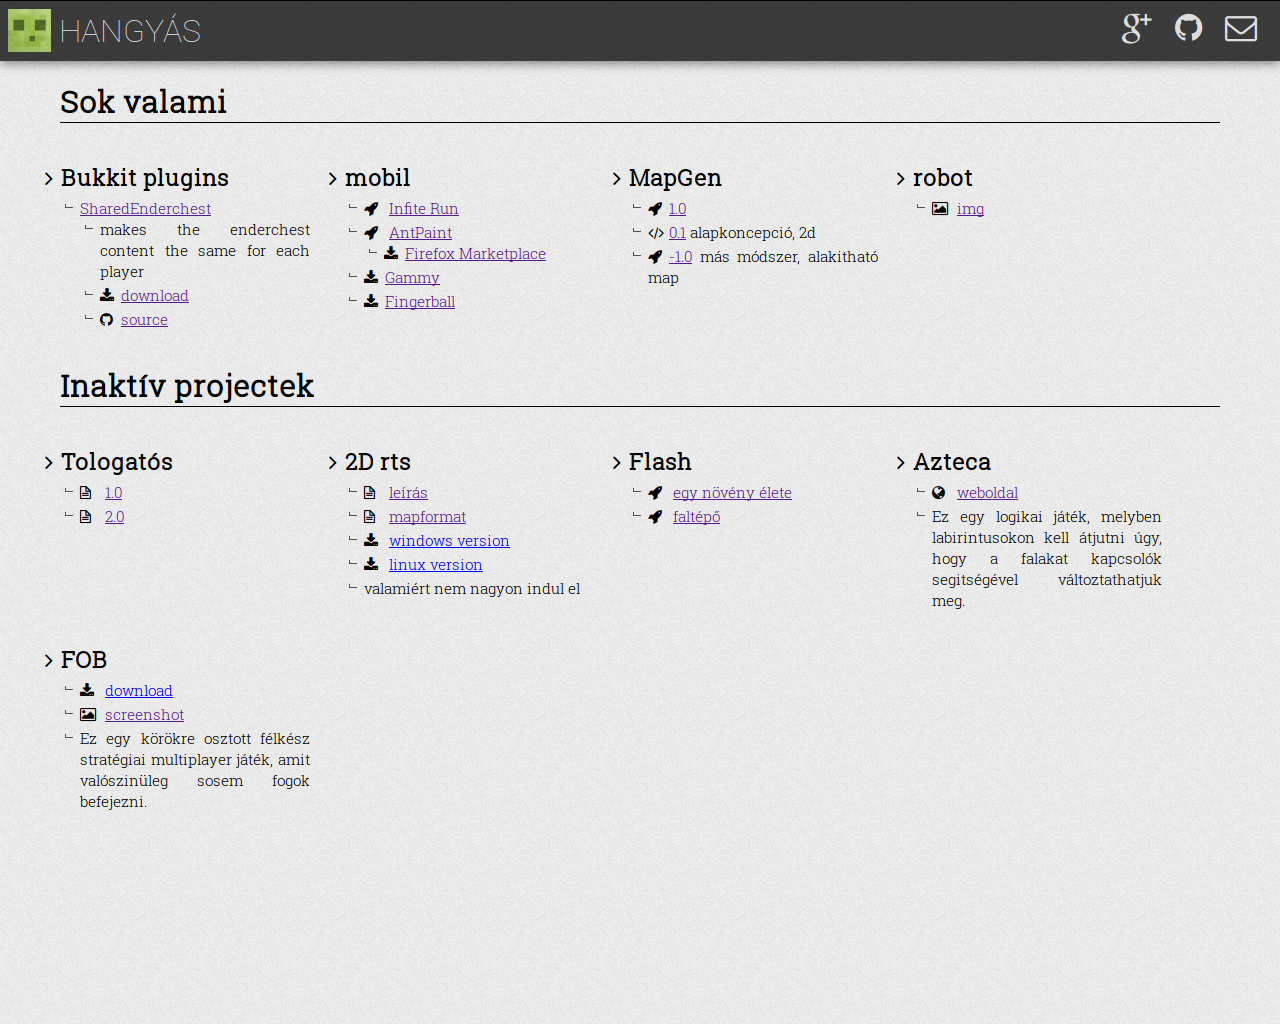 HANGYÁS
g+
Sok valami
Bukkit plugins
SharedEnderchest
makes the enderchest
content the same for each
player
download
source
mobil
Infite Run
AntPaint
Firefox Marketplace
Gammy
Fingerball
MapGen
1.0
0.1 alapkoncepció, 2d
-1.0 más módszer, alakitható
map
robot
img
Inaktív projectek
Tologatós
1.0
2.0
2D rts
leírás
mapformat
windows version
linux version
valamiért nem nagyon indul el
Flash
egy növény élete
faltépő
Azteca
weboldal
Ez egy logikai játék, melyben
labirintusokon kell átjutni úgy,
hogy a falakat kapcsolók
segitségével változtathatjuk
meg.
FOB
download
screenshot
Ez egy körökre osztott félkész
stratégiai multiplayer játék, amit
valószinüleg sosem fogok
befejezni.